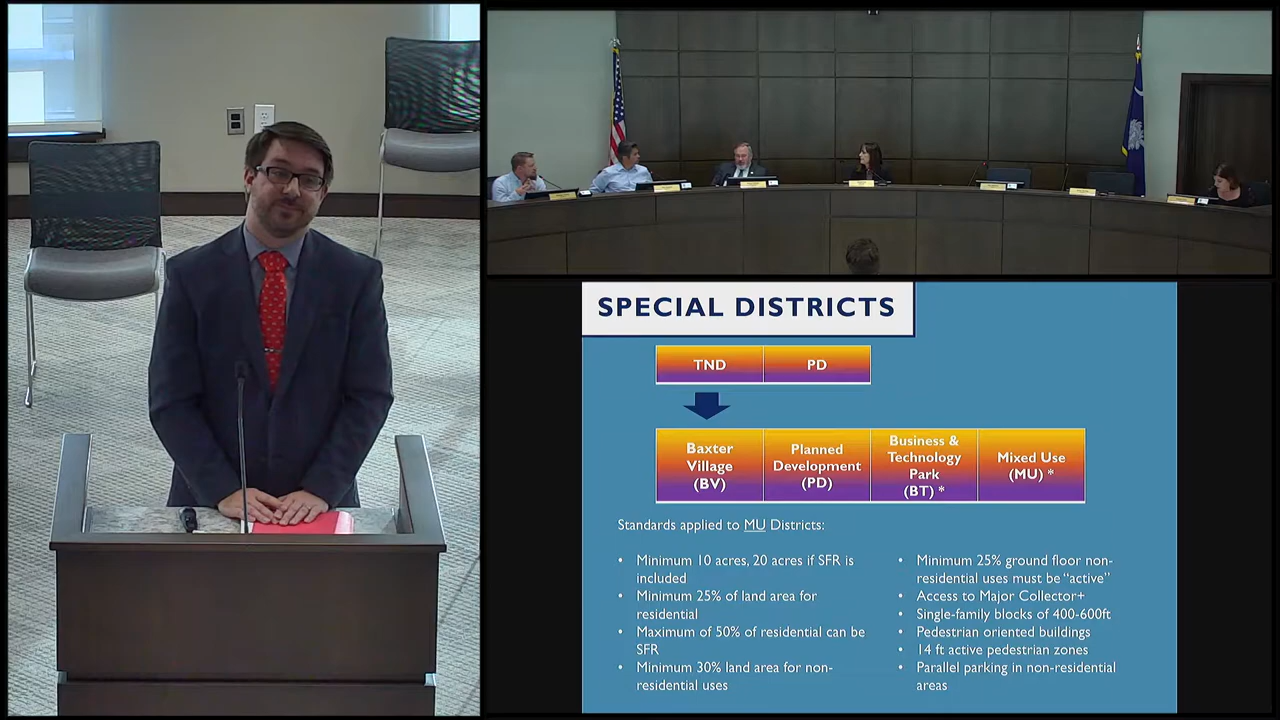 SPECIAL DISTRICTS
TND
PD
Baxter
Village
(BV)
Planned
Development
(PD)
Business &
Technology
Park
(BT) *
Mixed Use
(MU) *
Standards applied to MU Districts:
• Minimum 10 acres, 20 acres if SFR is
included
• Minimum 25% of land area for
residential
• Maximum of 50% of residential can be
SFR
• Minimum 30% land area for non-
residential uses
• Minimum 25% ground floor non-
residential uses must be “active”
• Access to Major Collector+
• Single-family blocks of 400-600ft
• Pedestrian oriented buildings
• 14 ft active pedestrian zones
• Parallel parking in non-residential
areas